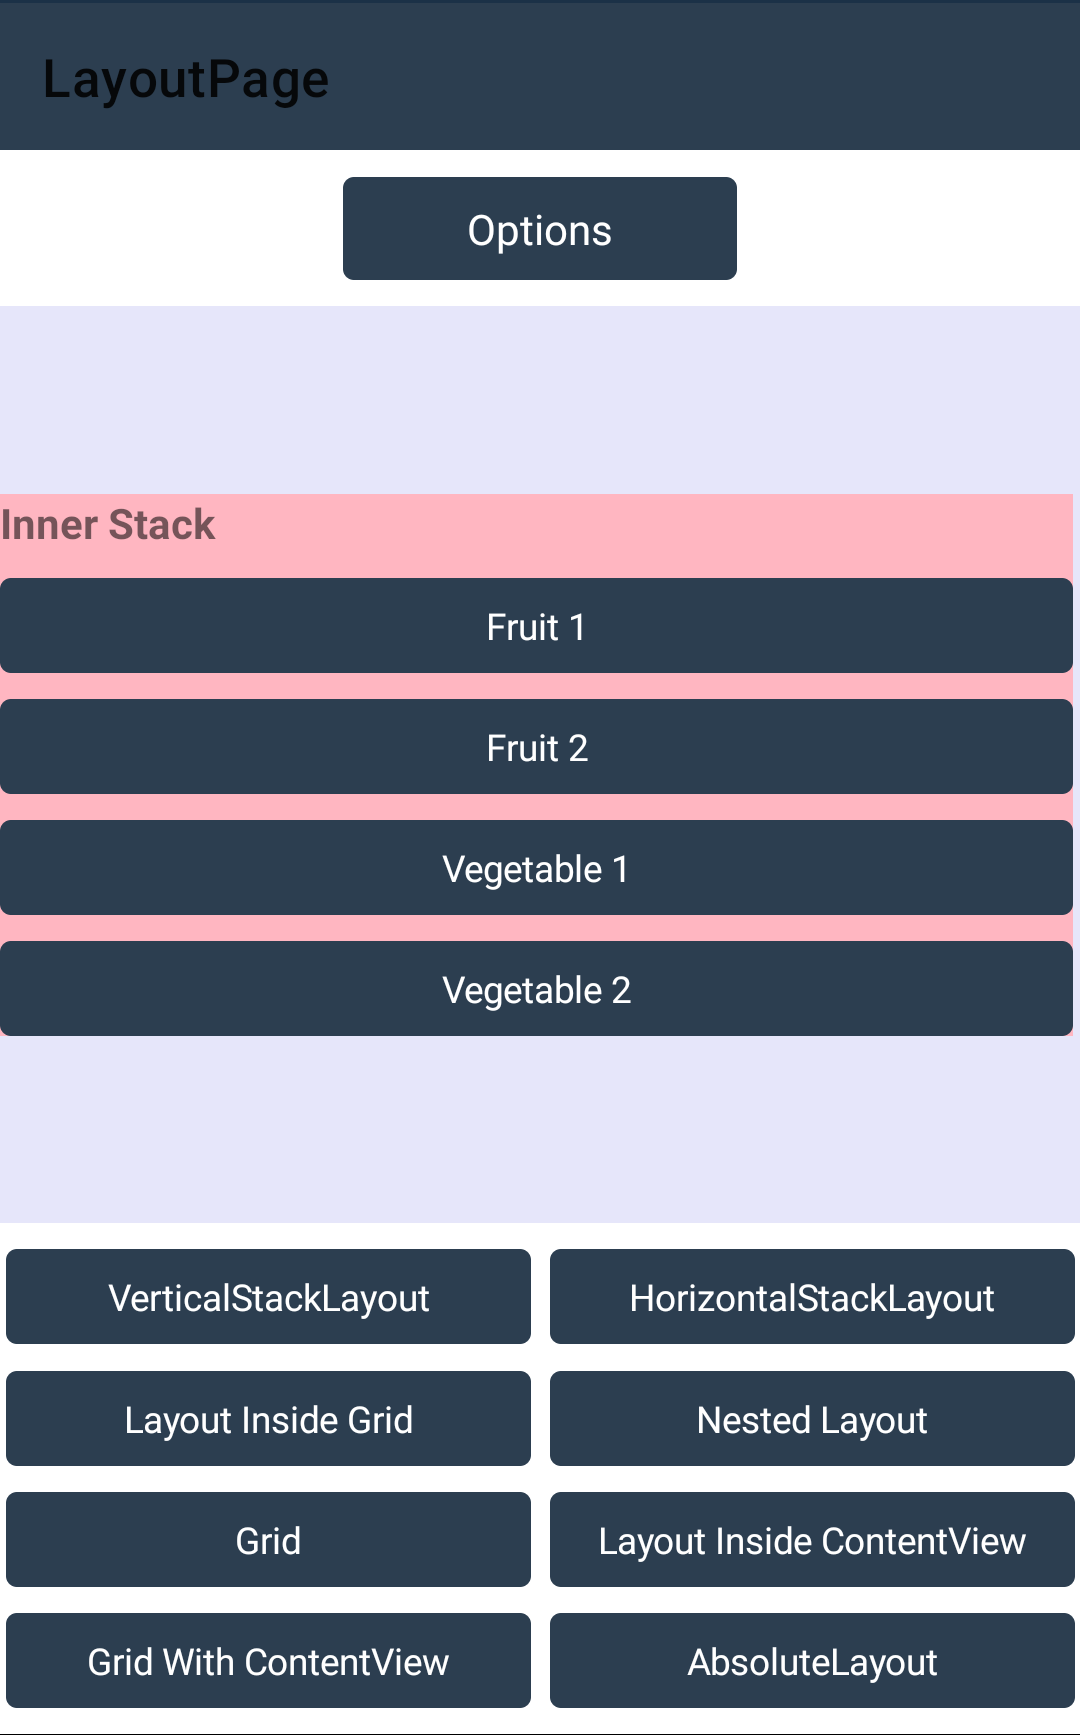 LayoutPage
Options
Inner Stack
Fruit 1
Fruit 2
Vegetable 1
Vegetable 2
VerticalStackLayout
HorizontalStackLayout
Layout Inside Grid
Nested Layout
Grid
Layout Inside ContentView
Grid With ContentView
AbsoluteLayout